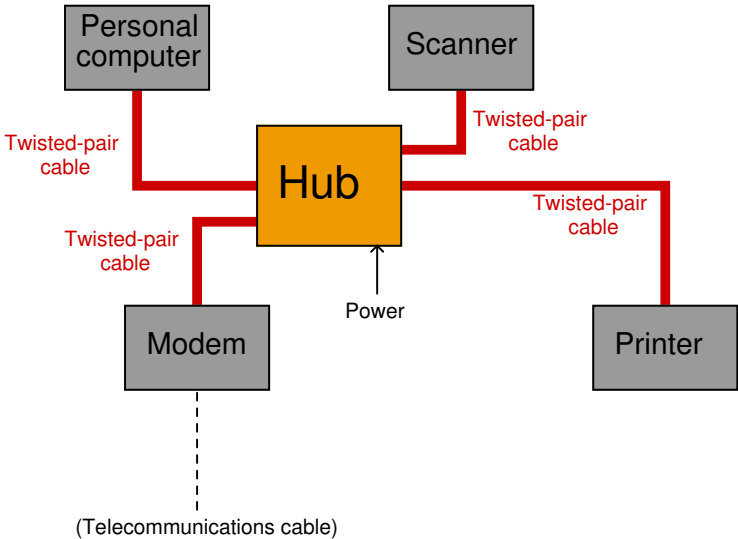 Personal
computer
Scanner
Twisted-pair
cable
Twisted-pair
cable
Hub
Twisted-pair
cable
Twisted-pair
cable
Power
Modem
Printer
(Telecommunications cable)